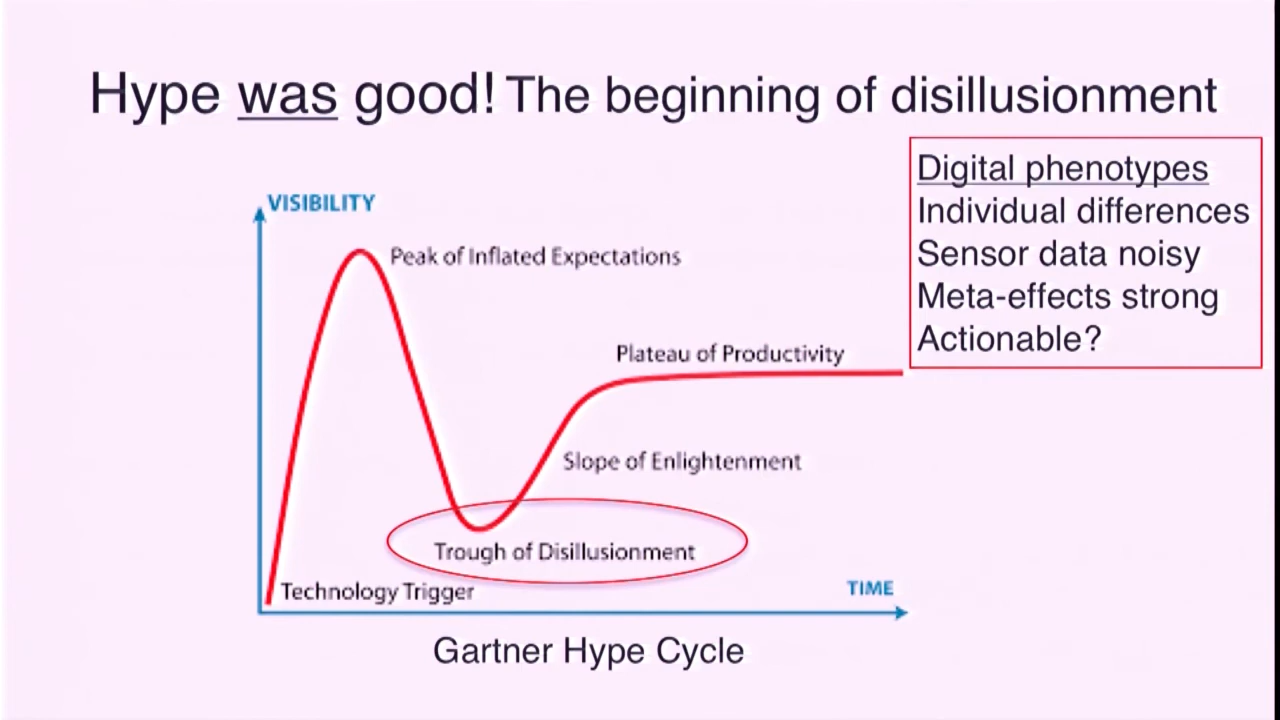 Hype was good! The beginning of disillusionment
Digital phenotypes
Individual differences
Sensor data noisy
Meta-effects strong
Actionable?
VISIBILITY
Peak of Inflated Expectations
Plateau of Productivity
Slope of Enlightenment
Trough of Disillusionment
Technology Trigger
TIME
Gartner Hype Cycle